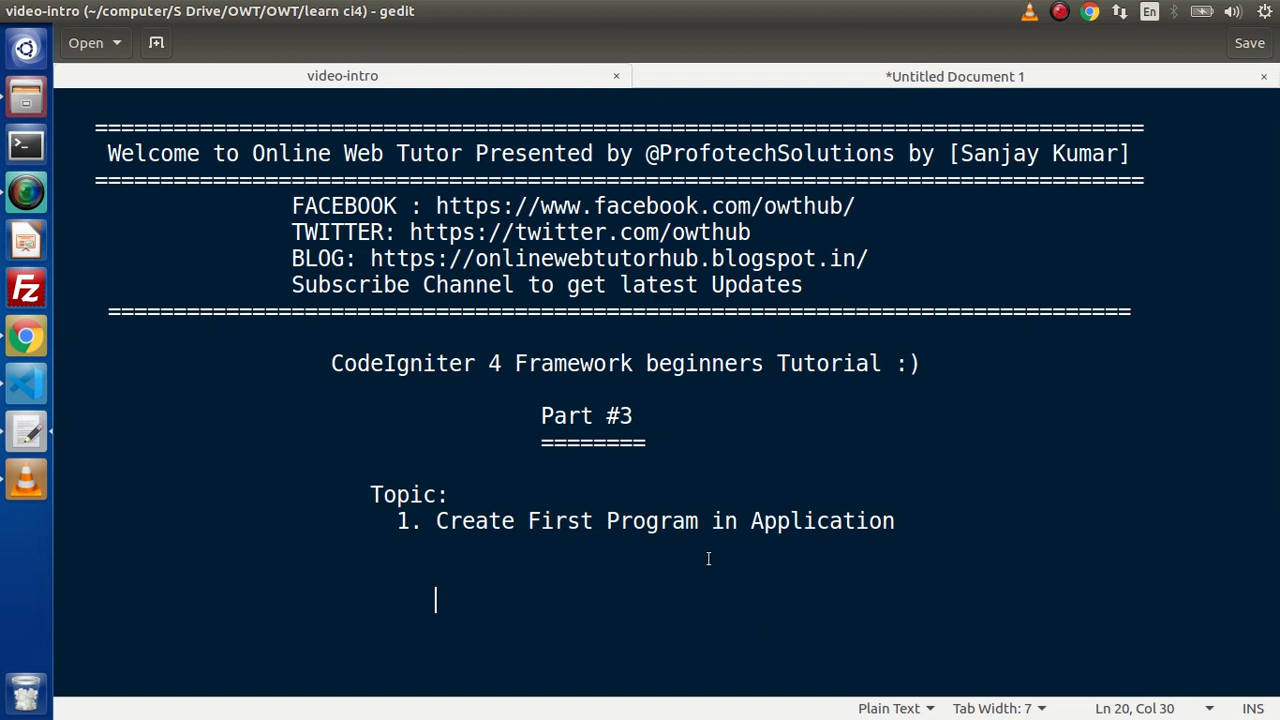 video-intro (~/computer/S Drive/OWT/OWT/learn ci4) - gedit
En
Open
Save
video-intro ×
*Untitled Document 1 ×
================================================================================
Welcome to Online Web Tutor Presented by @ProfotechSolutions by [Sanjay Kumar]
================================================================================
FACEBOOK : https://www.facebook.com/owthub/
TWITTER: https://twitter.com/owthub
BLOG: https://onlinewebtutorhub.blogspot.in/
Subscribe Channel to get latest Updates
==============================================================================
CodeIgniter 4 Framework beginners Tutorial :)
Part #3
========
Topic:
1. Create First Program in Application
Fz
Plain Text Tab Width: 7 Ln 20, Col 30 INS